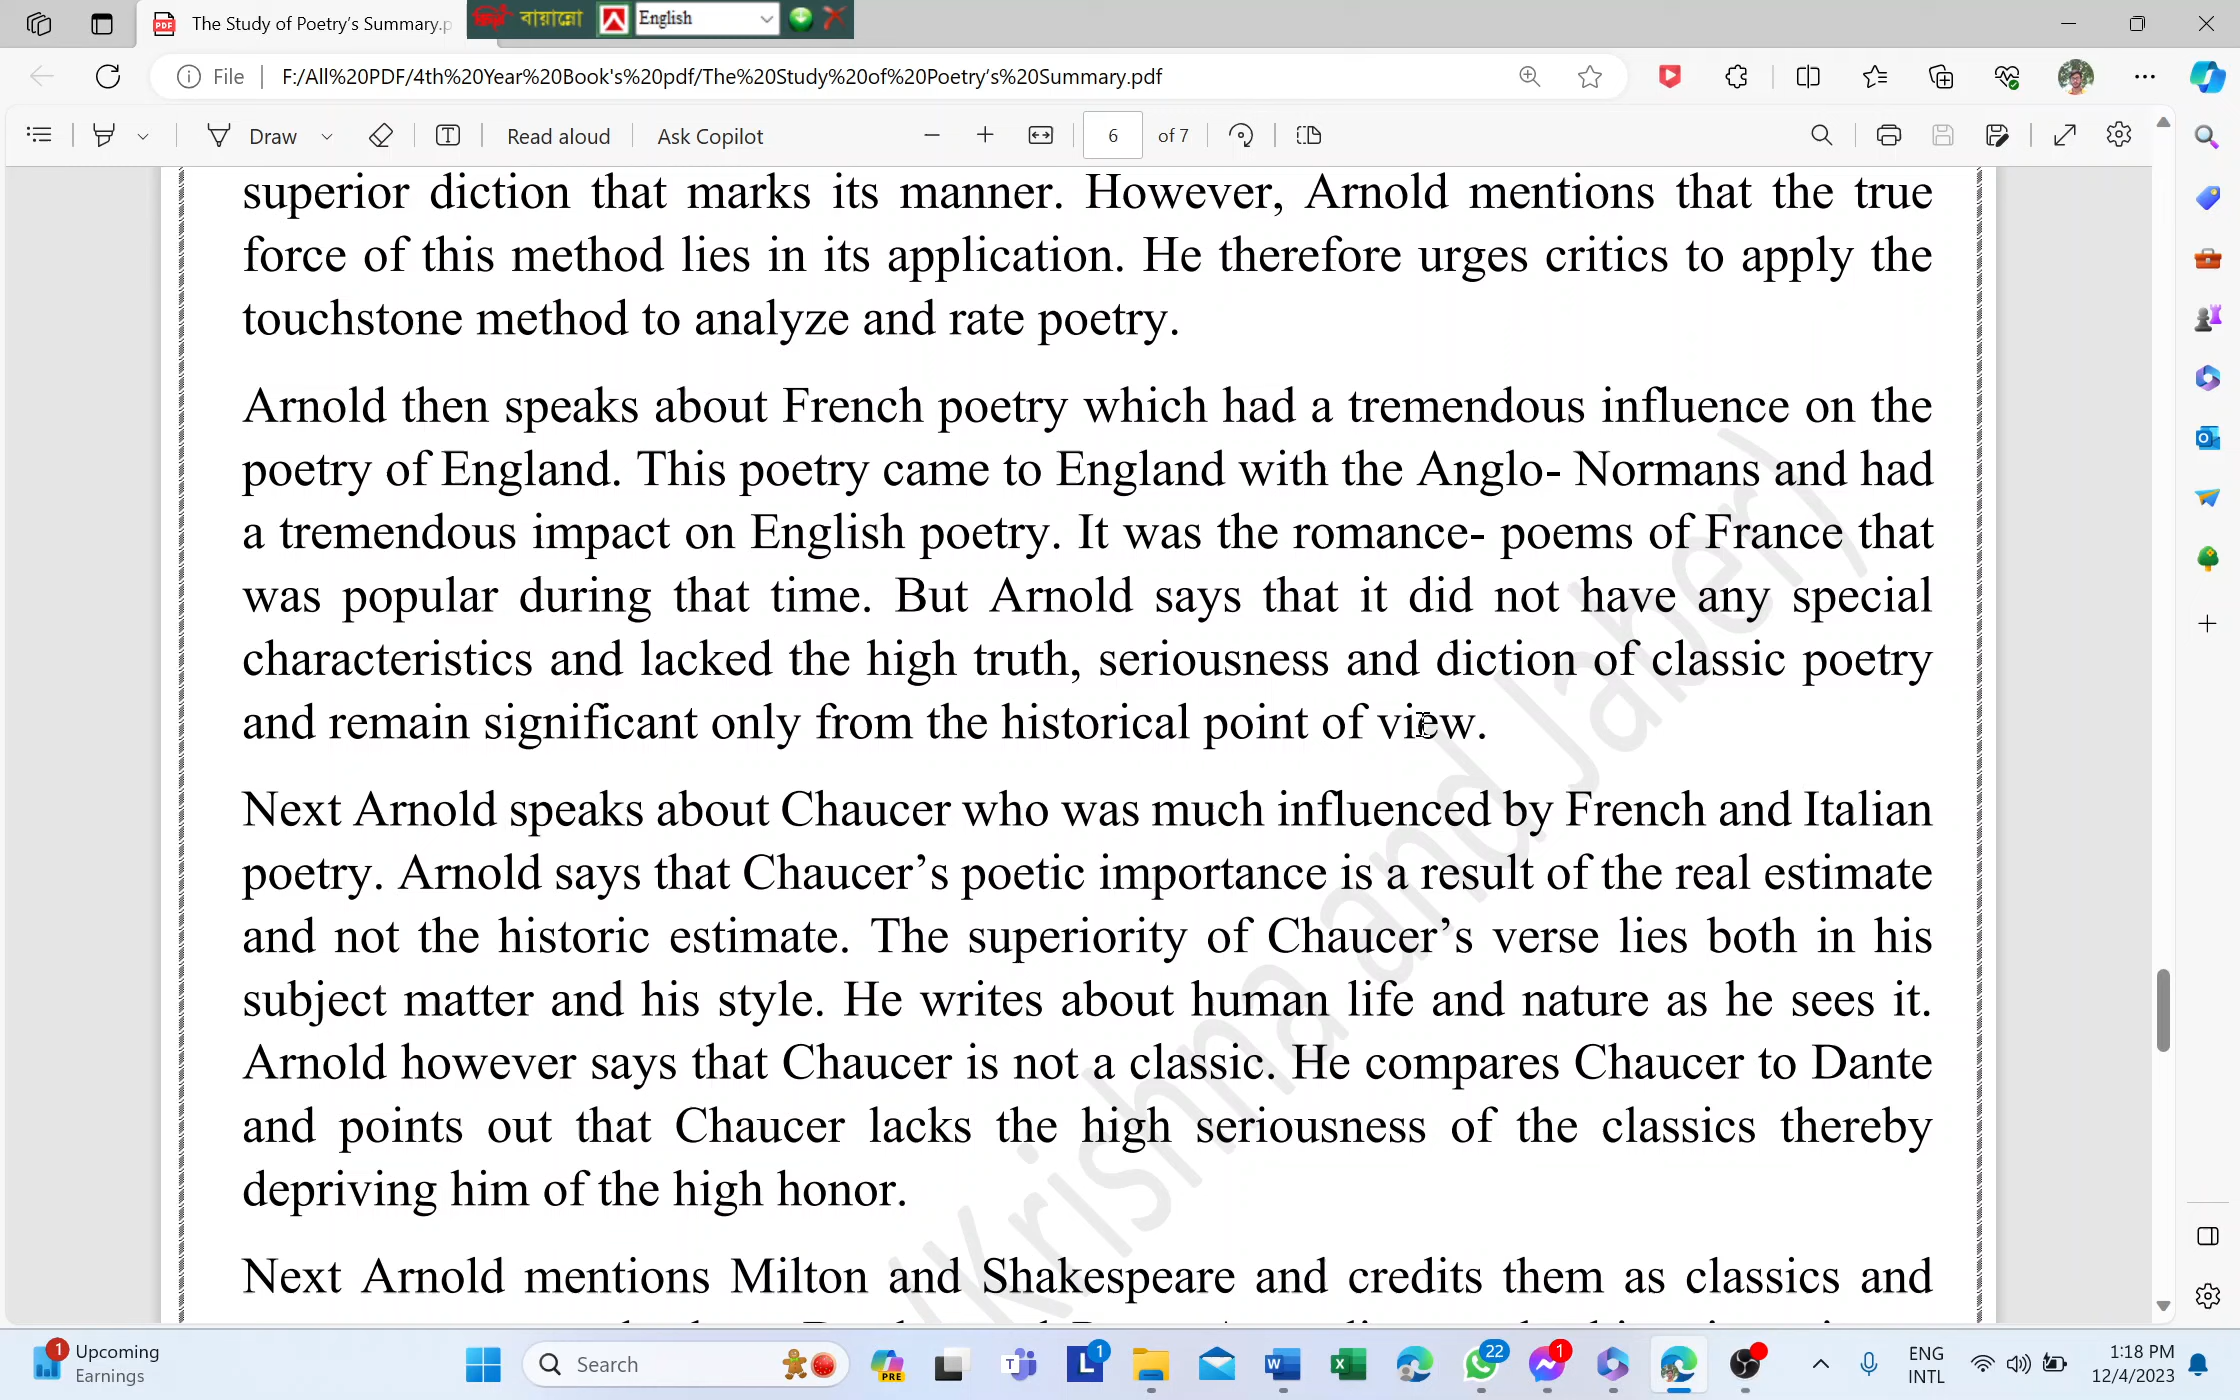 The Study of Poetry's Summary.p
বায়ান্নো
English
File
F:/All%20PDF/4th%20Year%20Book's%20pdf/The%20Study%20of%20Poetry's%20Summary.pdf
Draw
Read aloud
Ask Copilot
6
of 7
superior diction that marks its manner. However, Arnold mentions that the true
force of this method lies in its application. He therefore urges critics to apply the
touchstone method to analyze and rate poetry.
Arnold then speaks about French poetry which had a tremendous influence on the
poetry of England. This poetry came to England with the Anglo- Normans and had
a tremendous impact on English poetry. It was the romance- poems of France that
was popular during that time. But Arnold says that it did not have any special
characteristics and lacked the high truth, seriousness and diction of classic poetry
and remain significant only from the historical point of view.
Next Arnold speaks about Chaucer who was much influenced by French and Italian
poetry. Arnold says that Chaucer’s poetic importance is a result of the real estimate
and not the historic estimate. The superiority of Chaucer’s verse lies both in his
subject matter and his style. He writes about human life and nature as he sees it.
Arnold however says that Chaucer is not a classic. He compares Chaucer to Dante
and points out that Chaucer lacks the high seriousness of the classics thereby
depriving him of the high honor.
Next Arnold mentions Milton and Shakespeare and credits them as classics and
(Krishna and Jaber)
1
Upcoming
Earnings
Search
PRE
1
22
1
ENG
INTL
1:18 PM
12/4/2023